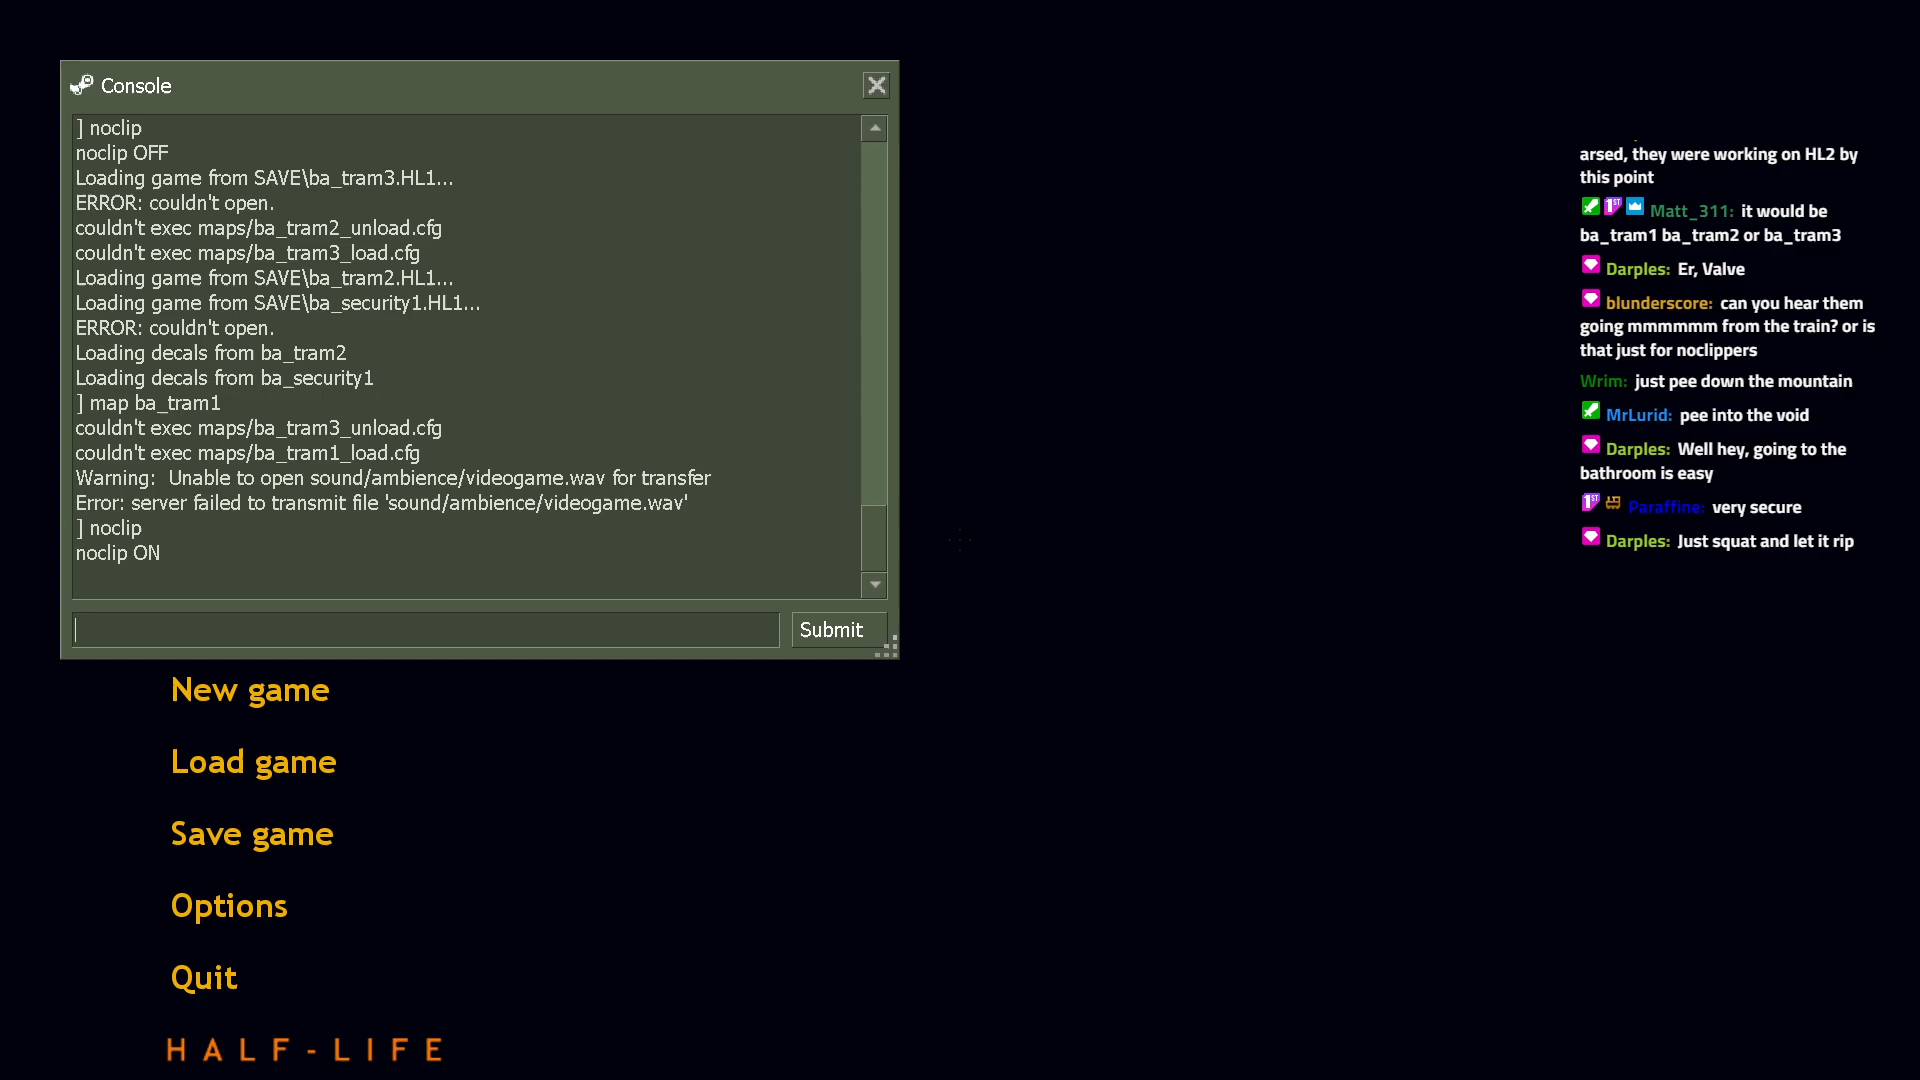 Console
] noclip
noclip OFF
Loading game from SAVE\ba_tram3.HL1...
ERROR: couldn't open.
couldn't exec maps/ba_tram2_unload.cfg
couldn't exec maps/ba_tram3_load.cfg
Loading game from SAVE\ba_tram2.HL1...
Loading game from SAVE\ba_security1.HL1...
ERROR: couldn't open.
Loading decals from ba_tram2
Loading decals from ba_security1
] map ba_tram1
couldn't exec maps/ba_tram3_unload.cfg
couldn't exec maps/ba_tram1_load.cfg
Warning:  Unable to open sound/ambience/videogame.wav for transfer
Error: server failed to transmit file 'sound/ambience/videogame.wav'
] noclip
noclip ON
Submit
New game
Load game
Save game
Options
Quit
HALF-LIFE
arsed, they were working on HL2 by
this point
1ST Matt_311: it would be
ba_tram1 ba_tram2 or ba_tram3
Darples: Er, Valve
blunderscore: can you hear them
going mmmmmm from the train? or is
that just for noclippers
Wrim: just pee down the mountain
MrLurid: pee into the void
Darples: Well hey, going to the
bathroom is easy
1ST Paraffine: very secure
Darples: Just squat and let it rip